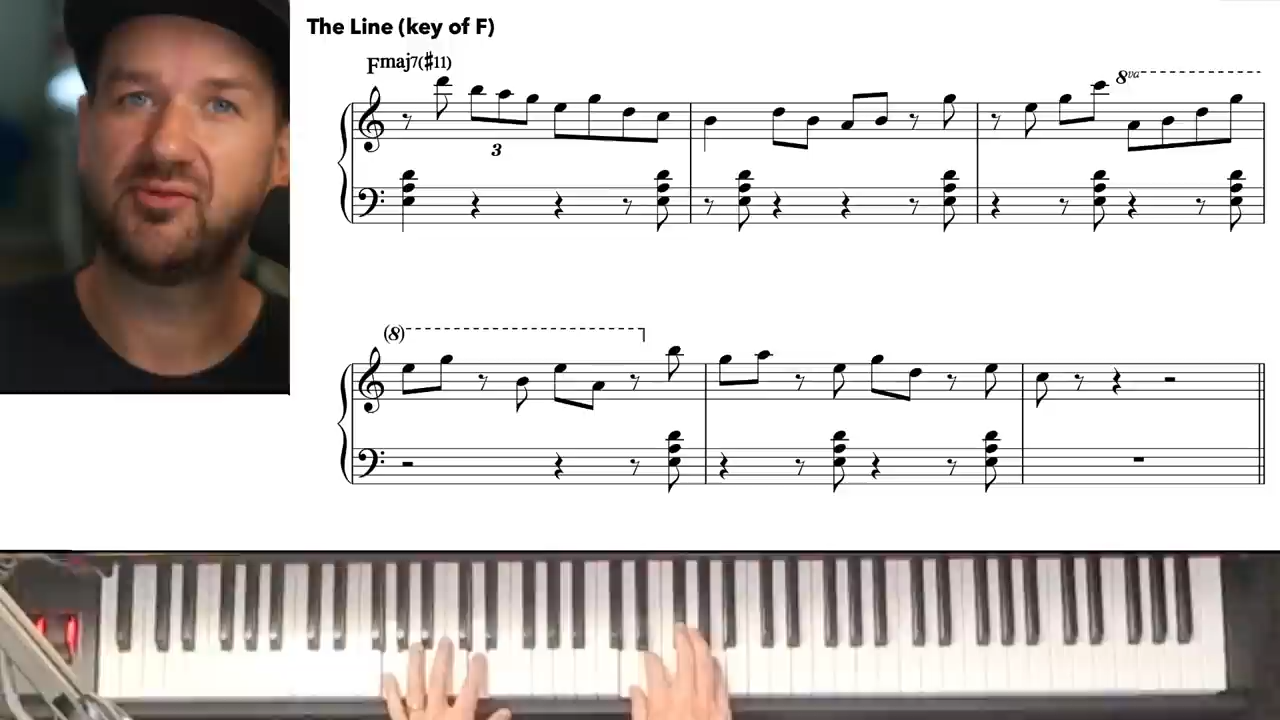 The Line (key of F)
Fmaj7(♯11)
8va
3
(8)